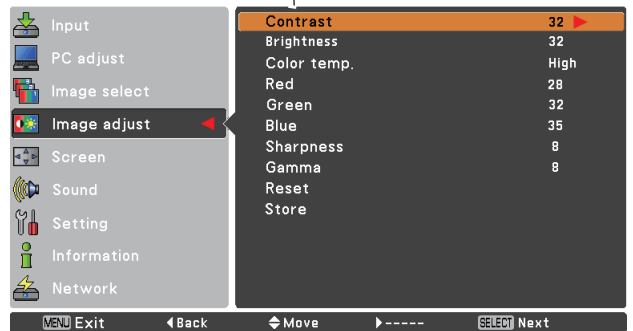 Input
PC adjust
Image select
Image adjust
Screen
Sound
Setting
Information
Network
Contrast 32
Brightness 32
Color temp. High
Red 28
Green 32
Blue 35
Sharpness 8
Gamma 8
Reset
Store
MENU Exit ◀Back Move ▶----- SELECT Next